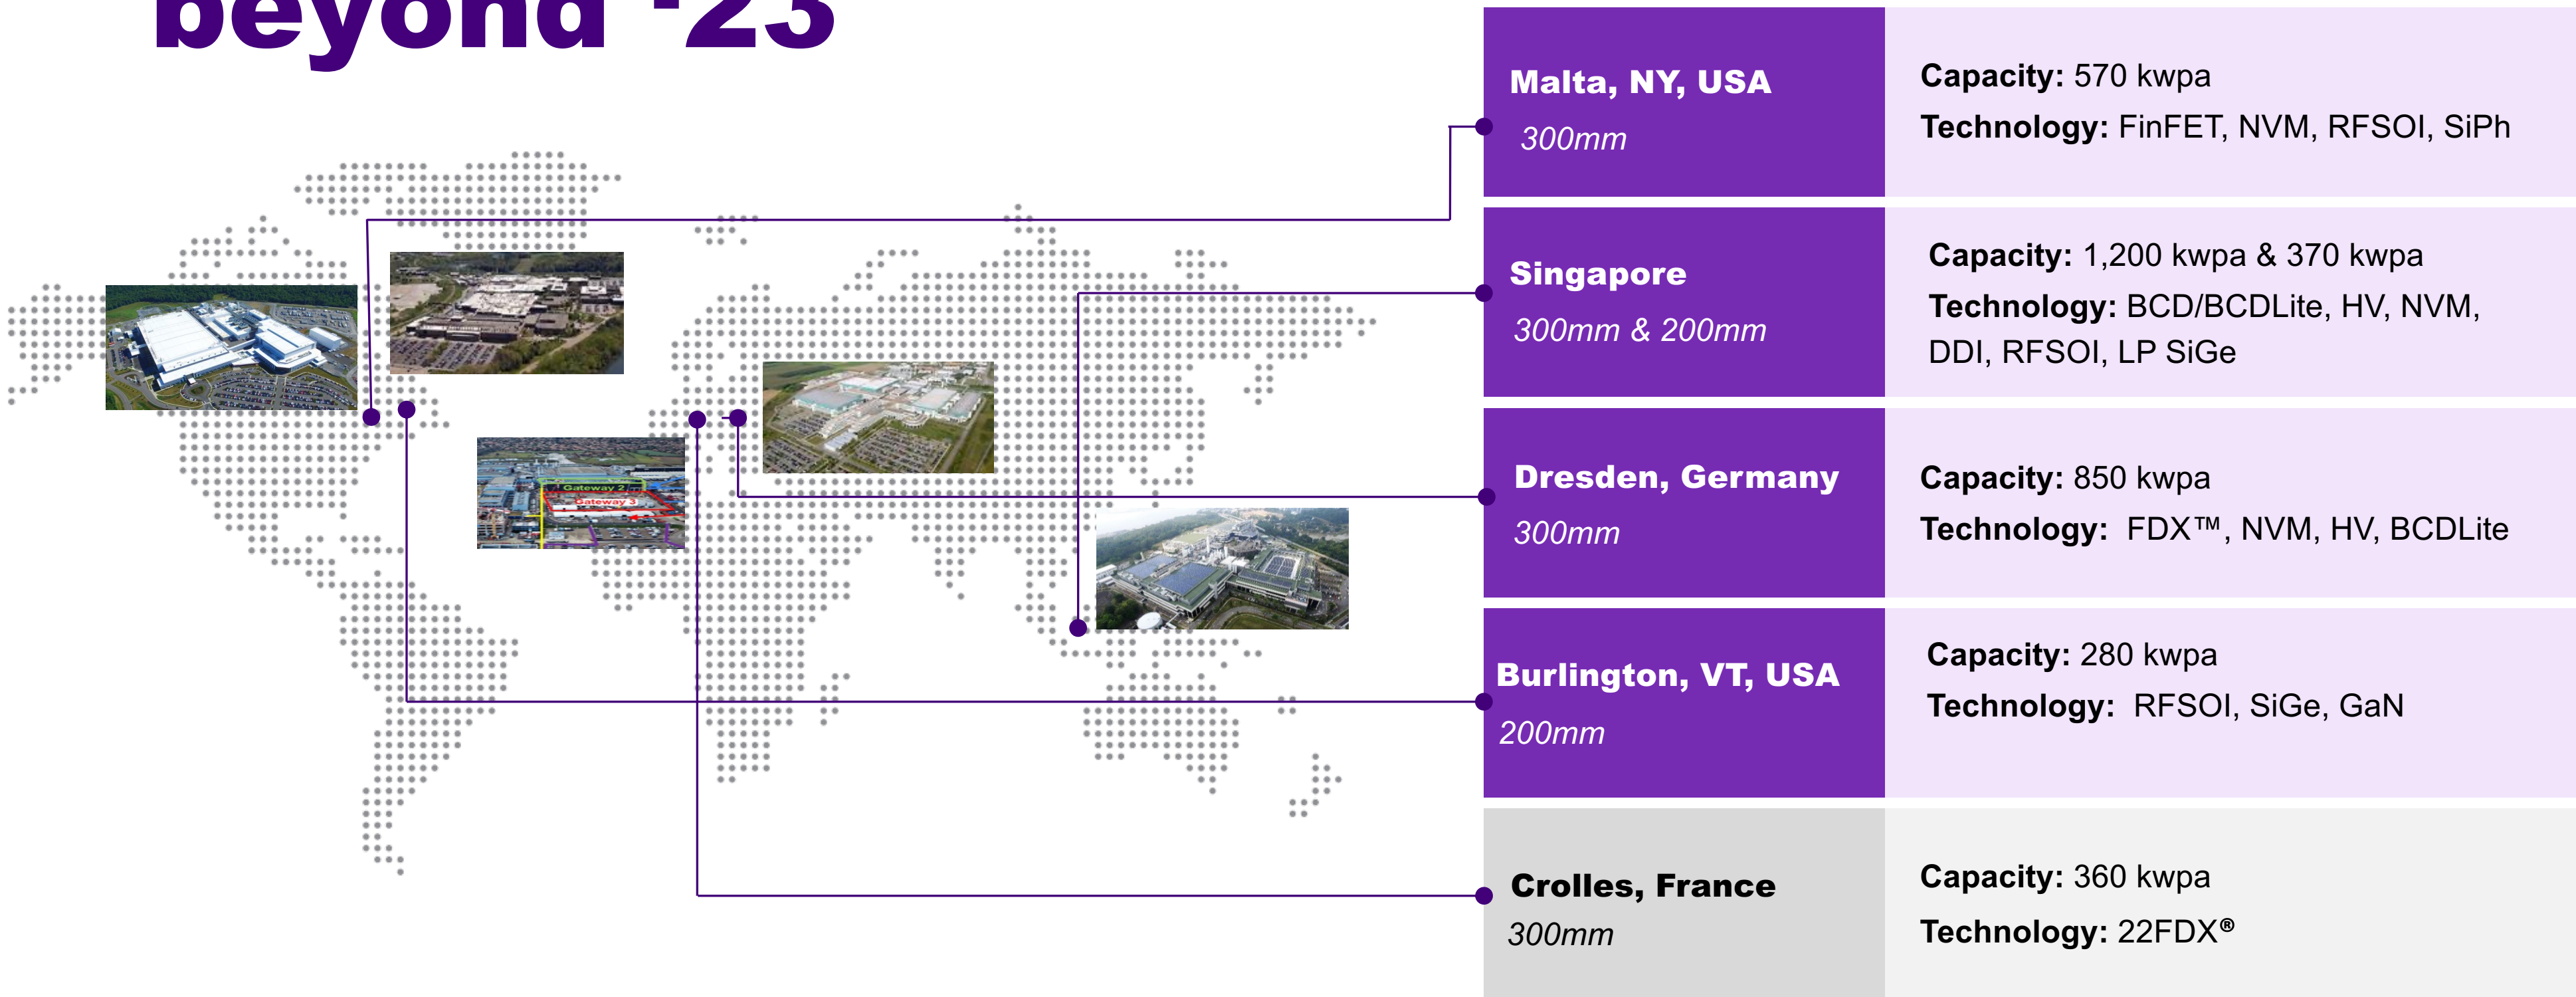 beyond '23
Malta, NY, USA
300mm
Capacity: 570 kwpa
Technology: FinFET, NVM, RFSOI, SiPh
Singapore
300mm & 200mm
Capacity: 1,200 kwpa & 370 kwpa
Technology: BCD/BCDLite, HV, NVM,
DDI, RFSOI, LP SiGe
Dresden, Germany
300mm
Capacity: 850 kwpa
Technology: FDX™, NVM, HV, BCDLite
Burlington, VT, USA
200mm
Capacity: 280 kwpa
Technology: RFSOI, SiGe, GaN
Crolles, France
300mm
Capacity: 360 kwpa
Technology: 22FDX®
Gateway 2
Gateway 3